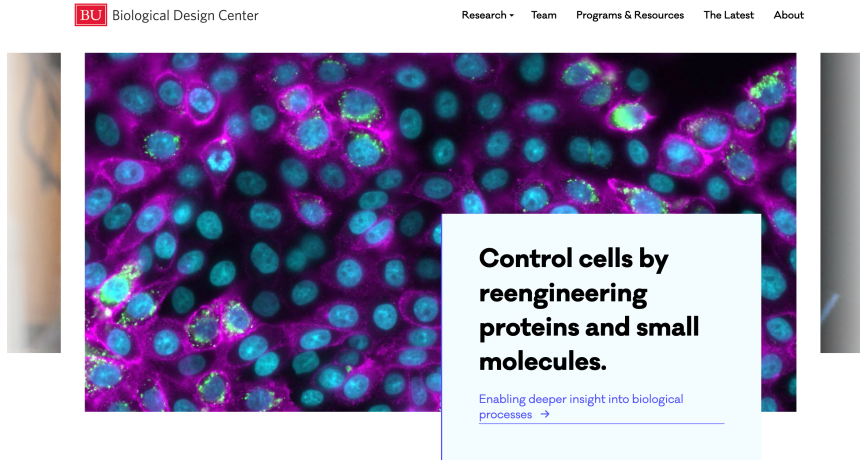 BU Biological Design Center
Research Team Programs & Resources The Latest About
Control cells by
reengineering
proteins and small
molecules.
Enabling deeper insight into biological
processes →